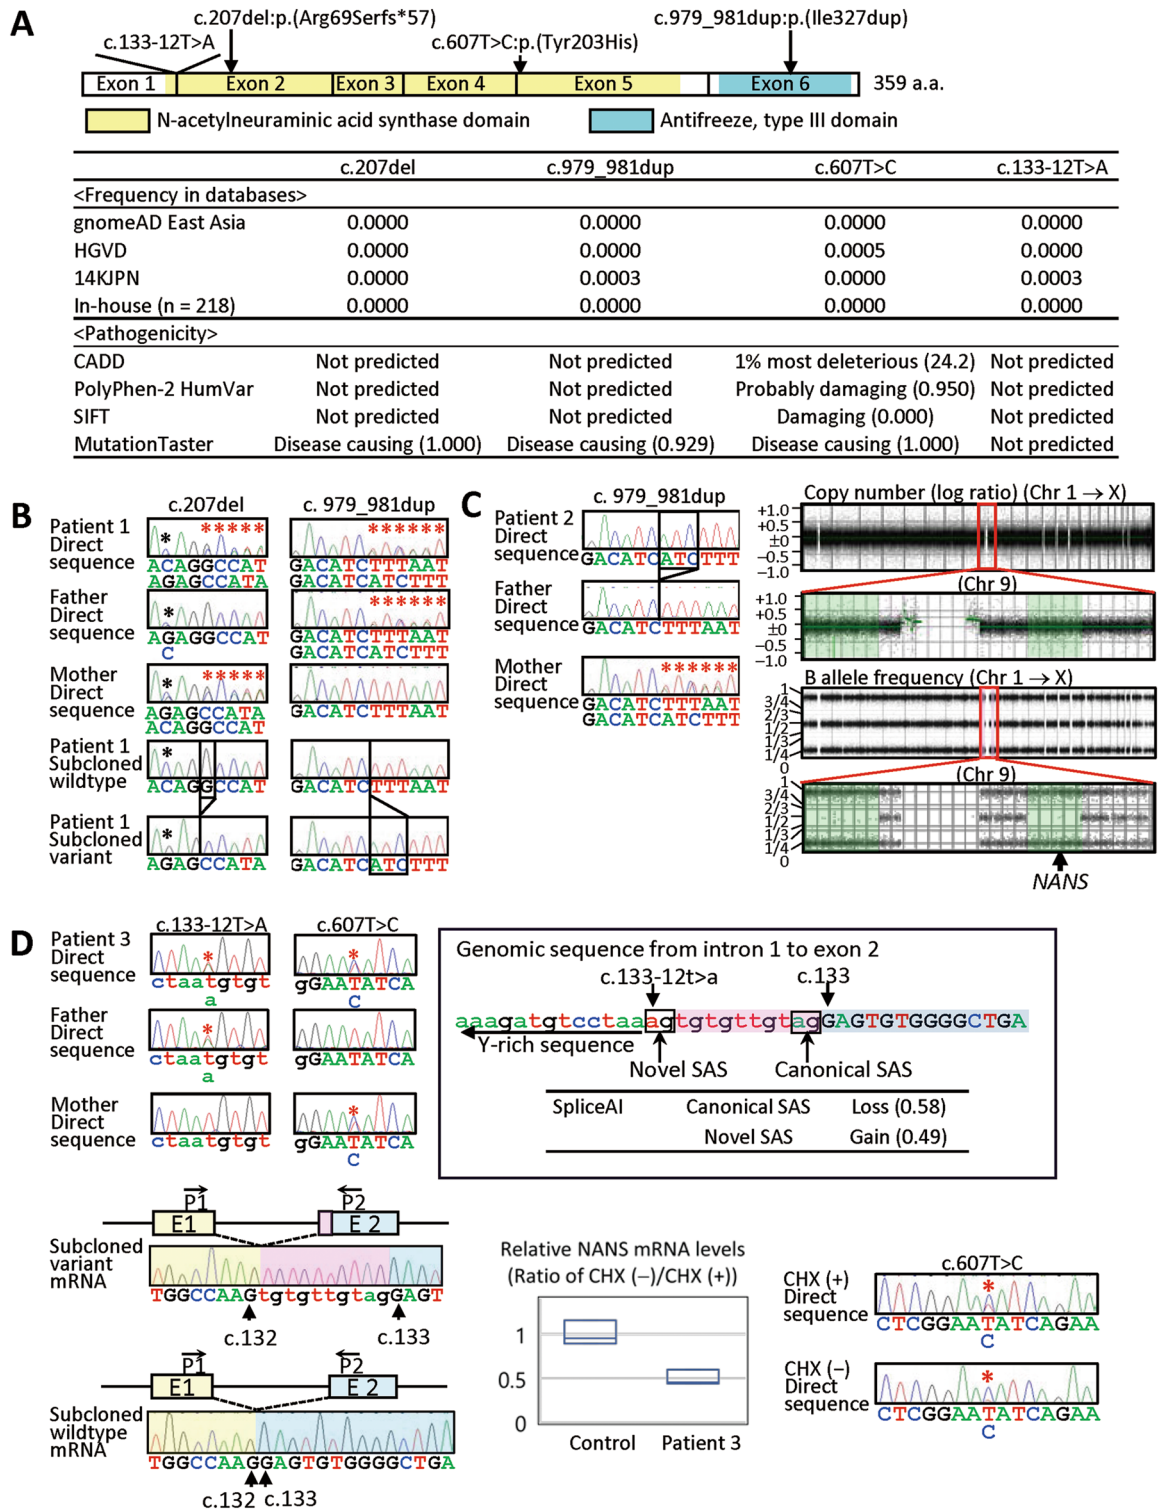 A
c.207del:p.(Arg69Serfs*57)
c.979_981dup:p.(Ile327dup)
c.133-12T>A
c.607T>C:p.(Tyr203His)
Exon 1 Exon 2 Exon 3 Exon 4 Exon 5 Exon 6 359 a.a.
N-acetylneuraminic acid synthase domain Antifreeze, type III domain
c.207del c.979_981dup c.607T>C c.133-12T>A
<Frequency in databases>
gnomeAD East Asia 0.0000 0.0000 0.0000 0.0000
HGVD 0.0000 0.0000 0.0005 0.0000
14KJPN 0.0000 0.0003 0.0000 0.0003
In-house (n = 218) 0.0000 0.0000 0.0000 0.0000
<Pathogenicity>
CADD Not predicted Not predicted 1% most deleterious (24.2) Not predicted
PolyPhen-2 HumVar Not predicted Not predicted Probably damaging (0.950) Not predicted
SIFT Not predicted Not predicted Damaging (0.000) Not predicted
MutationTaster Disease causing (1.000) Disease causing (0.929) Disease causing (1.000) Not predicted
B
c.207del c. 979_981dup
Patient 1
Direct
sequence
* ***** ******
ACAGGCCAT GACATCTTTAAT
AGAGCCATA GACATCATCTTT
Father
Direct
sequence
* ******
AGAGGCCAT GACATCTTTAAT
C GACATCATCTTT
Mother
Direct
sequence
* *****
AGAGCCATA GACATCTTTAAT
ACAGGCCAT
Patient 1
Subcloned
wildtype
*
ACAGGCCAT GACATCTTTAAT
Patient 1
Subcloned
variant
*
AGAGCCATA GACATCATCTTT
C
c. 979_981dup
Patient 2
Direct
sequence
GACATCATCTTT
Father
Direct
sequence
GACATCTTTAAT
Mother
Direct
sequence
******
GACATCTTTAAT
GACATCATCTTT
Copy number (log ratio) (Chr 1 → X)
+1.0
+0.5
±0
−0.5
−1.0
(Chr 9)
+1.0
+0.5
±0
−0.5
−1.0
B allele frequency (Chr 1 → X)
1
3/4
2/3
1/2
1/3
1/4
0
(Chr 9)
1
3/4
2/3
1/2
1/3
1/4
0
NANS
D
c.133-12T>A c.607T>C
Patient 3
Direct
sequence
* *
ctaatgtgt gGAATATCA
a C
Father
Direct
sequence
*
ctaatgtgt gGAATATCA
a
Mother
Direct
sequence
*
ctaatgtgt gGAATATCA
C
Genomic sequence from intron 1 to exon 2
c.133-12t>a c.133
aaagatgtcctaaagtgtgttgtagGAGTGTGGGGCTGA
Y-rich sequence
Novel SAS Canonical SAS
SpliceAI Canonical SAS Loss (0.58)
Novel SAS Gain (0.49)
P1 P2
E1 E 2
Subcloned
variant
mRNA
TGGCCAAGtgtgttgtagGAGT
c.132 c.133
P1 P2
E1 E 2
Subcloned
wildtype
mRNA
TGGCCAAGGAGTGTGGGGCTGA
c.132 c.133
Relative NANS mRNA levels
(Ratio of CHX (−)/CHX (+))
1
0.5
0
Control Patient 3
c.607T>C
CHX (+)
Direct
sequence
*
CTCGGAATATCAGAA
C
CHX (−)
Direct
sequence
*
CTCGGAATATCAGAA
C